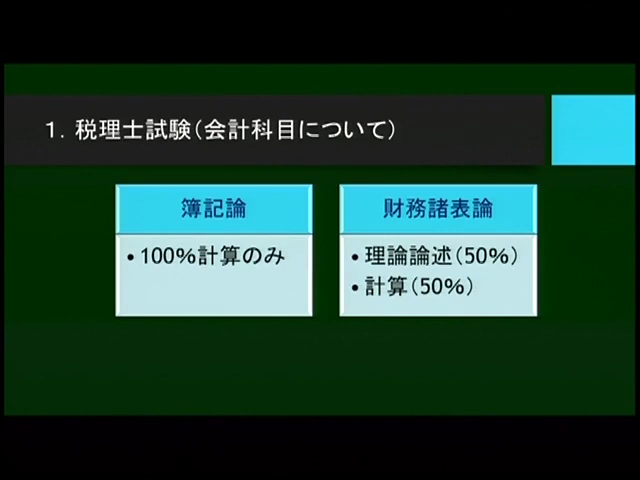 1. 税理士試験(会計科目について)
簿記論
•100%計算のみ
財務諸表論
•理論論述(50%)
•計算(50%)